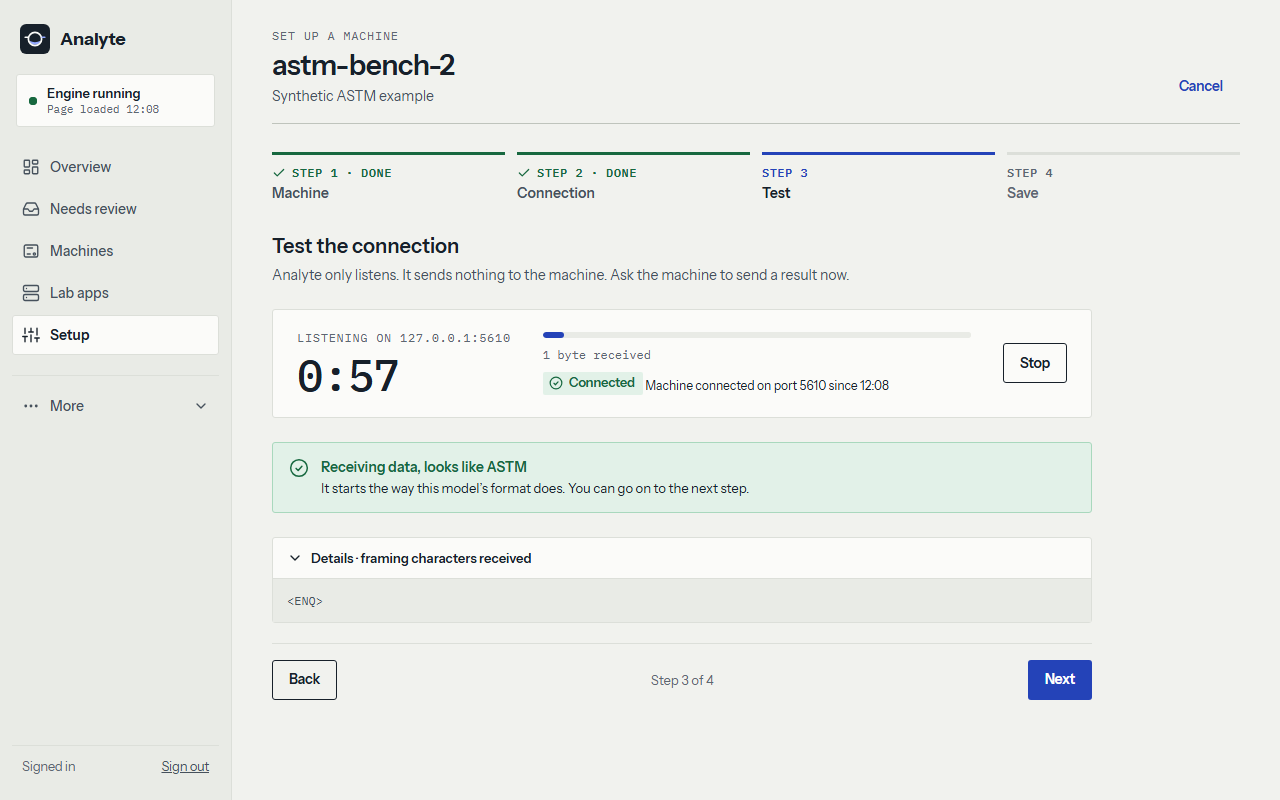 Analyte
Engine running
Page loaded 12:08
Overview
Needs review
Machines
Lab apps
Setup
More
Signed in
Sign out
SET UP A MACHINE
astm-bench-2
Synthetic ASTM example
Cancel
STEP 1 · DONE
Machine
STEP 2 · DONE
Connection
STEP 3
Test
STEP 4
Save
Test the connection
Analyte only listens. It sends nothing to the machine. Ask the machine to send a result now.
LISTENING ON 127.0.0.1:5610
0:57
1 byte received
Connected Machine connected on port 5610 since 12:08
Stop
Receiving data, looks like ASTM
It starts the way this model's format does. You can go on to the next step.
Details · framing characters received
<ENQ>
Back
Step 3 of 4
Next